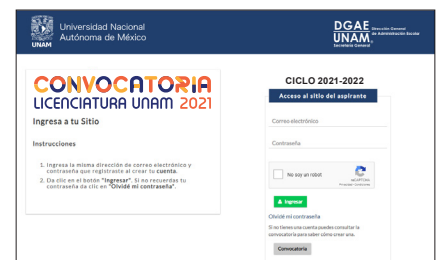 Universidad Nacional
Autónoma de México
UNAM
DGAE
UNAM
Dirección General
de Administración Escolar
Secretaría General
CONVOCATORIA
LICENCIATURA UNAM 2021
Ingresa a tu Sitio
Instrucciones
1. Ingresa la misma dirección de correo electrónico y
contraseña que registraste al crear tu cuenta.
2. Da clic en el botón "Ingresar". Si no recuerdas tu
contraseña da clic en "Olvidé mi contraseña".
CICLO 2021-2022
Acceso al sitio del aspirante
Correo electrónico
Contraseña
No soy un robot
reCAPTCHA
Privacidad - Condiciones
Ingresar
Olvidé mi contraseña
Si no tienes una cuenta puedes consultar la
convocatoria para saber cómo crear una.
Convocatoria